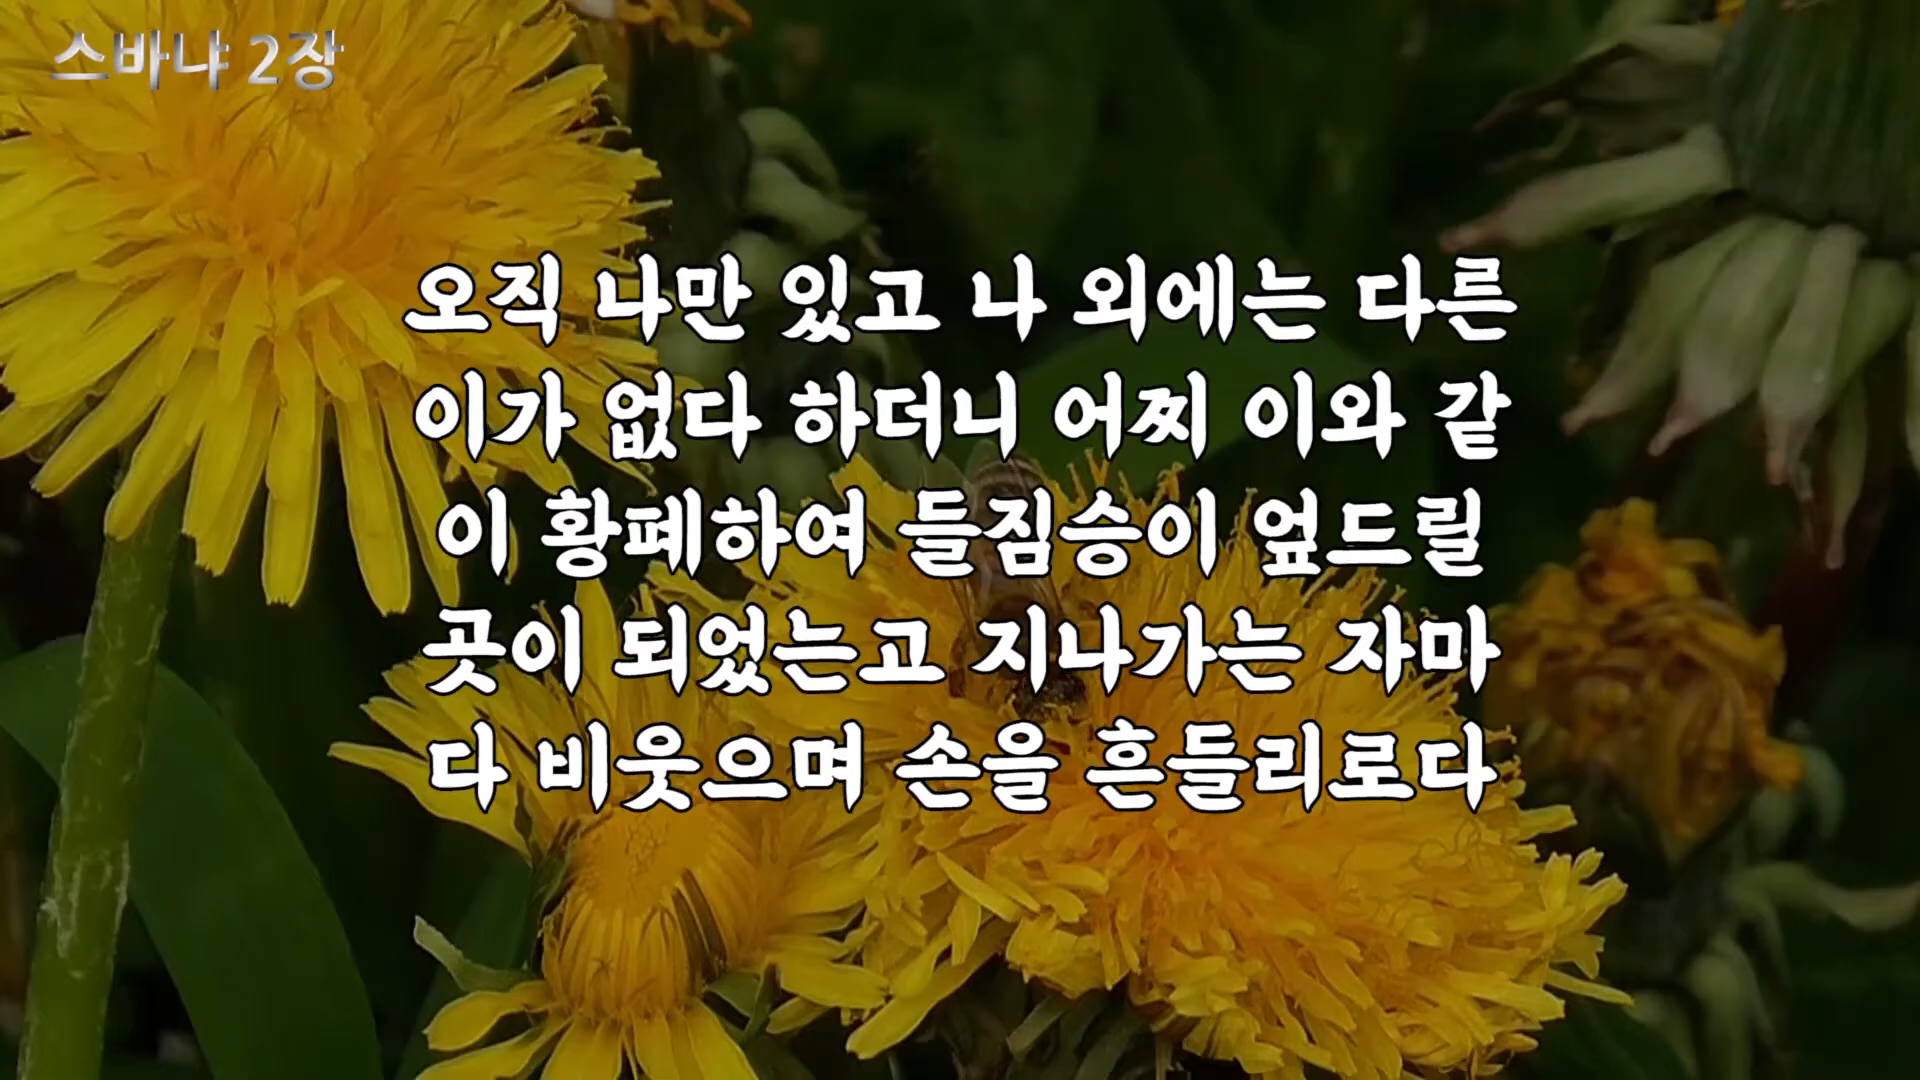 스바냐 2장
오직 나만 있고 나 외에는 다른
이가 없다 하더니 어찌 이와 같
이 황폐하여 들짐승이 엎드릴
곳이 되었는고 지나가는 자마
다 비웃으며 손을 흔들리로다